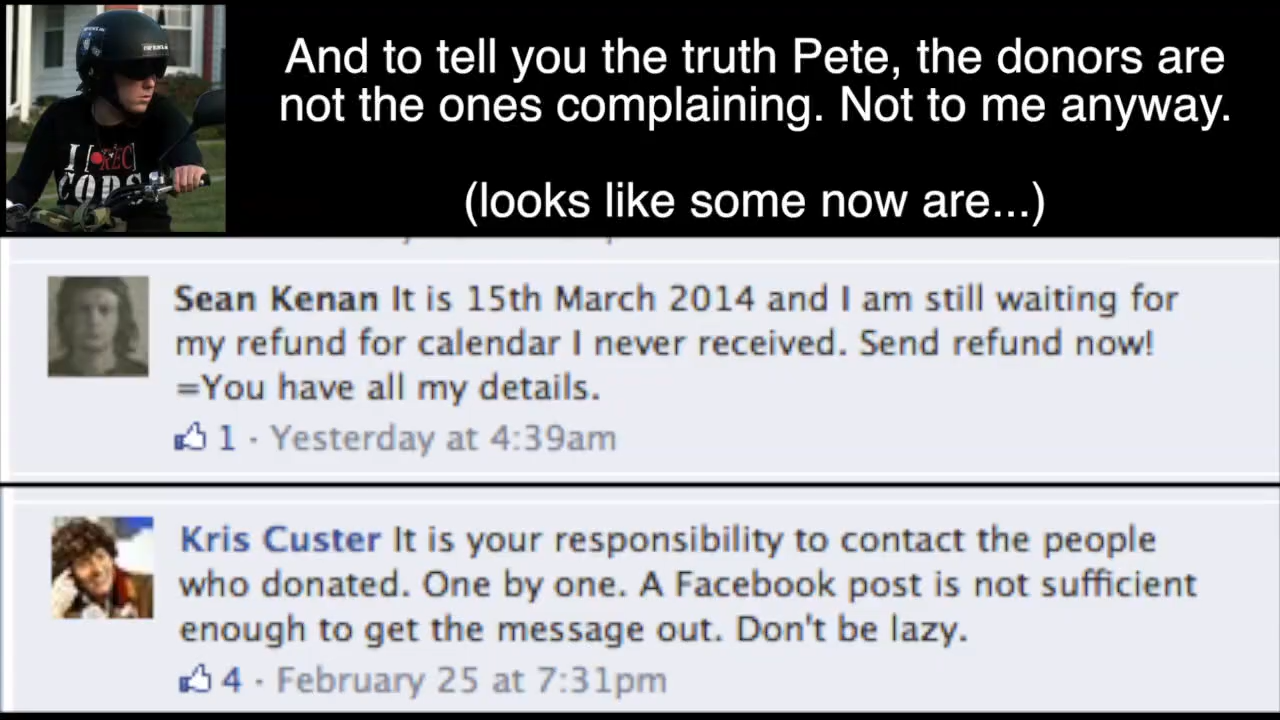 And to tell you the truth Pete, the donors are
not the ones complaining. Not to me anyway.
(looks like some now are...)
I [•REC]
COPS
Sean Kenan It is 15th March 2014 and I am still waiting for
my refund for calendar I never received. Send refund now!
=You have all my details.
1 · Yesterday at 4:39am
Kris Custer It is your responsibility to contact the people
who donated. One by one. A Facebook post is not sufficient
enough to get the message out. Don't be lazy.
4 · February 25 at 7:31pm